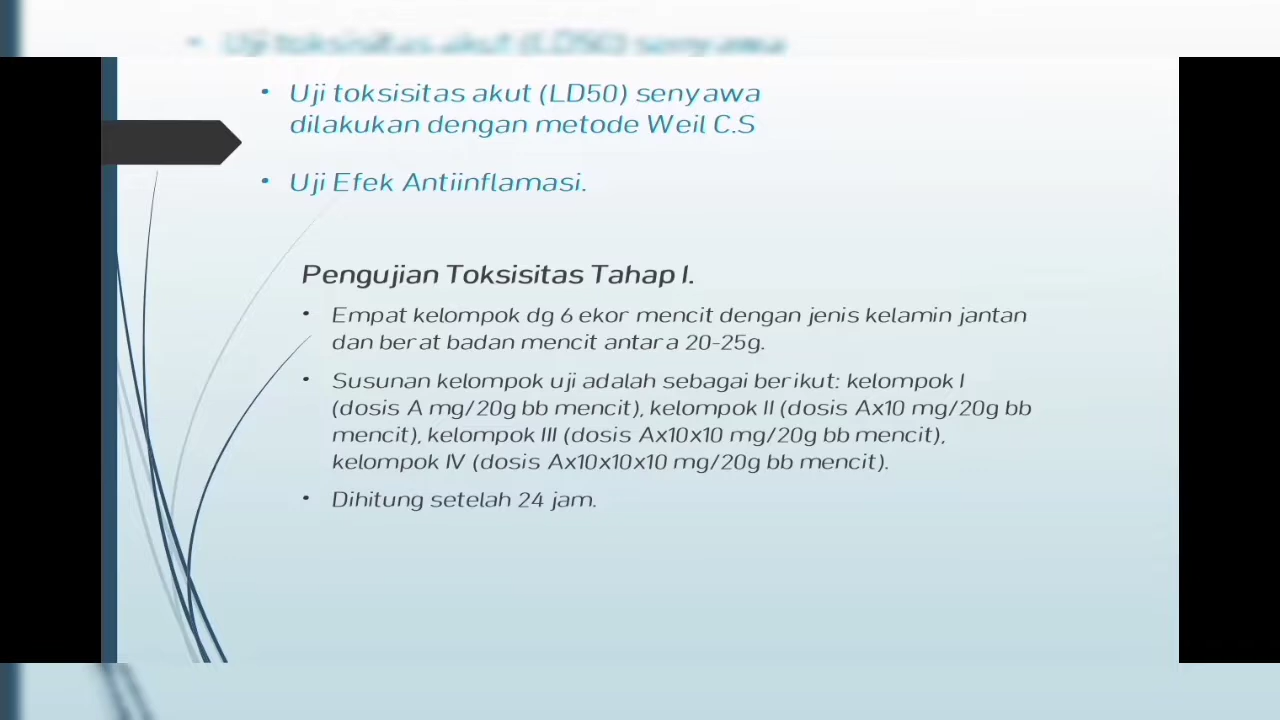 Uji toksisitas akut (LD50) senyawa
• Uji toksisitas akut (LD50) senyawa
dilakukan dengan metode Weil C.S
• Uji Efek Antiinflamasi.
Pengujian Toksisitas Tahap I.
• Empat kelompok dg 6 ekor mencit dengan jenis kelamin jantan
dan berat badan mencit antara 20-25g.
• Susunan kelompok uji adalah sebagai berikut: kelompok I
(dosis A mg/20g bb mencit), kelompok II (dosis Ax10 mg/20g bb
mencit), kelompok III (dosis Ax10x10 mg/20g bb mencit),
kelompok IV (dosis Ax10x10x10 mg/20g bb mencit).
• Dihitung setelah 24 jam.